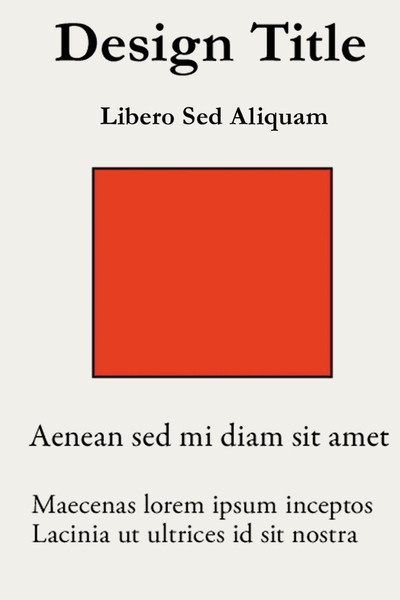 Design Title
Libero Sed Aliquam
Aenean sed mi diam sit amet
Maecenas lorem ipsum inceptos
Lacinia ut ultrices id sit nostra